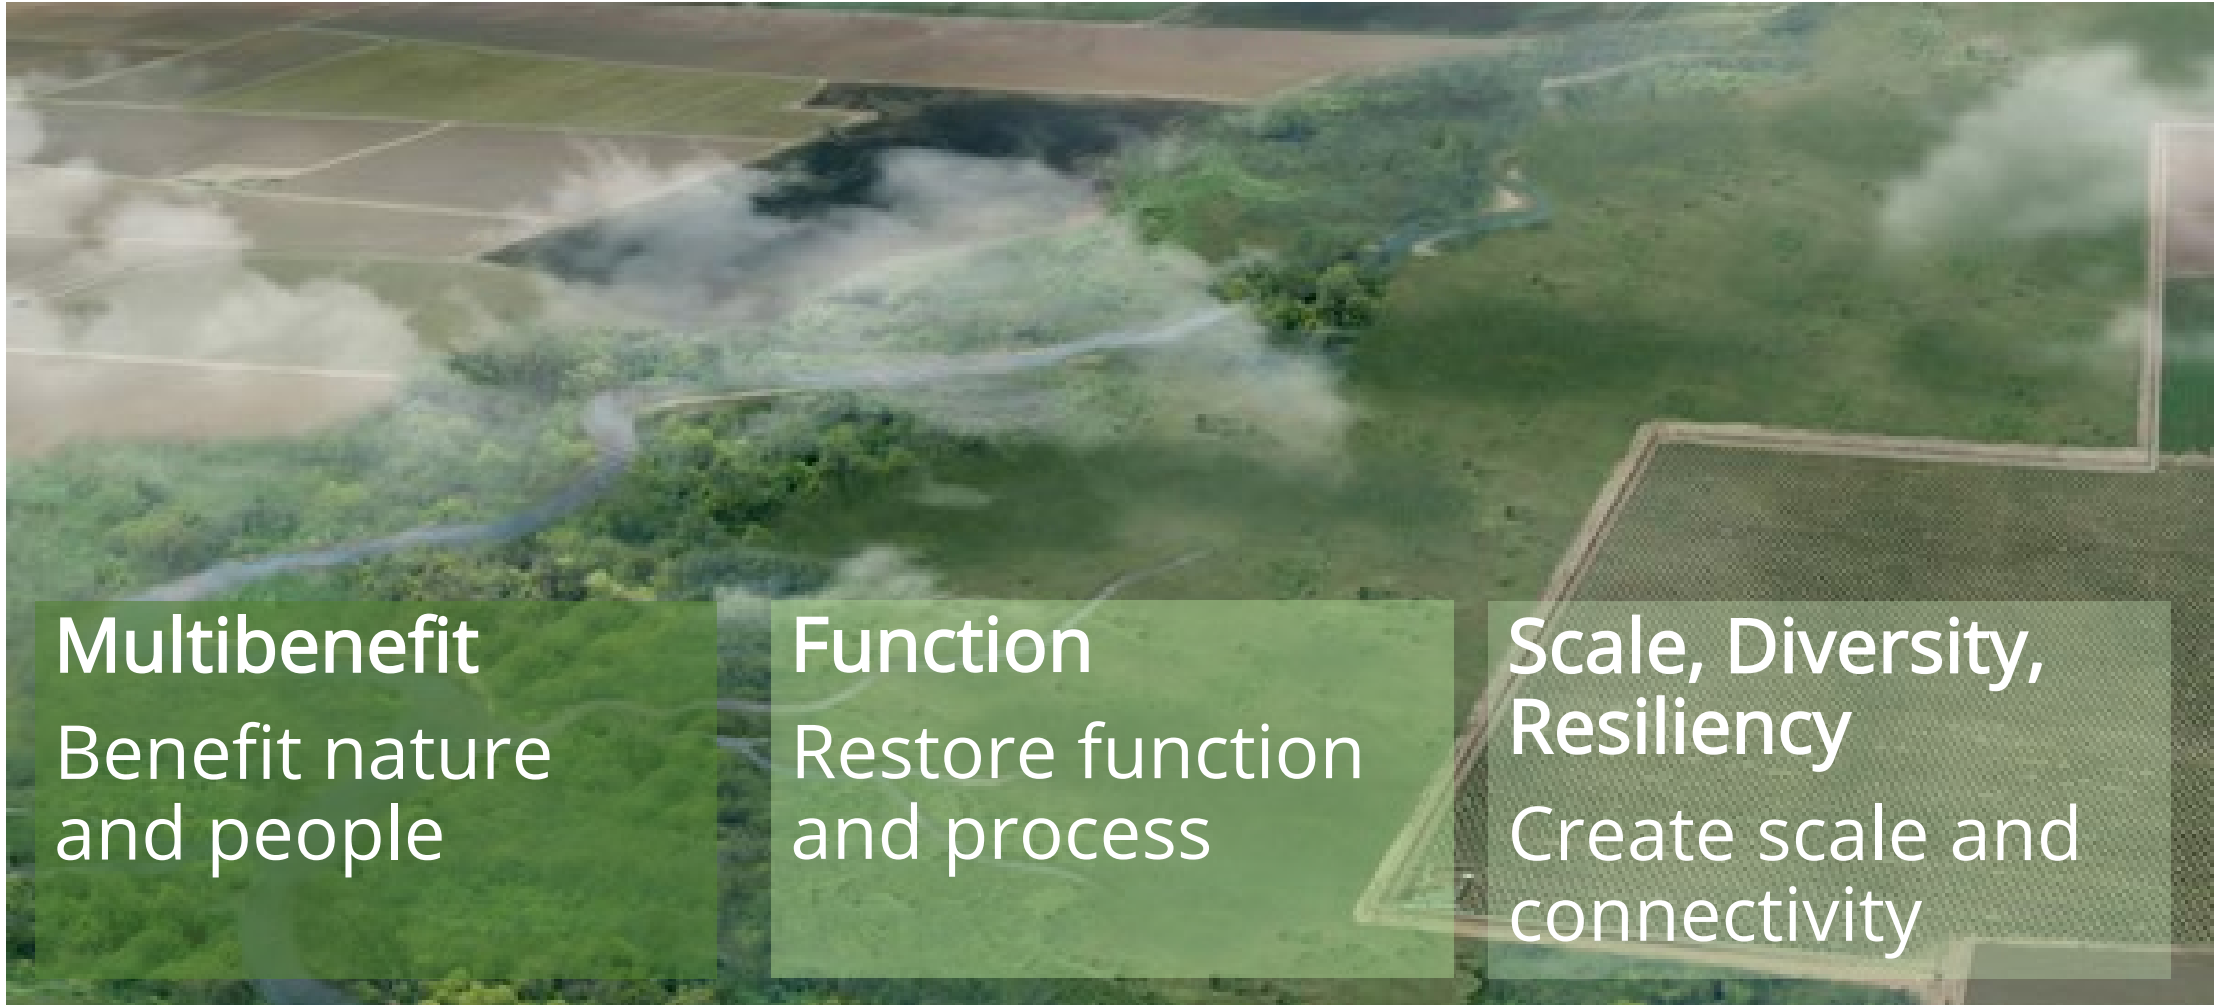 Multibenefit
Benefit nature
and people
Function
Restore function
and process
Scale, Diversity,
Resiliency
Create scale and
connectivity